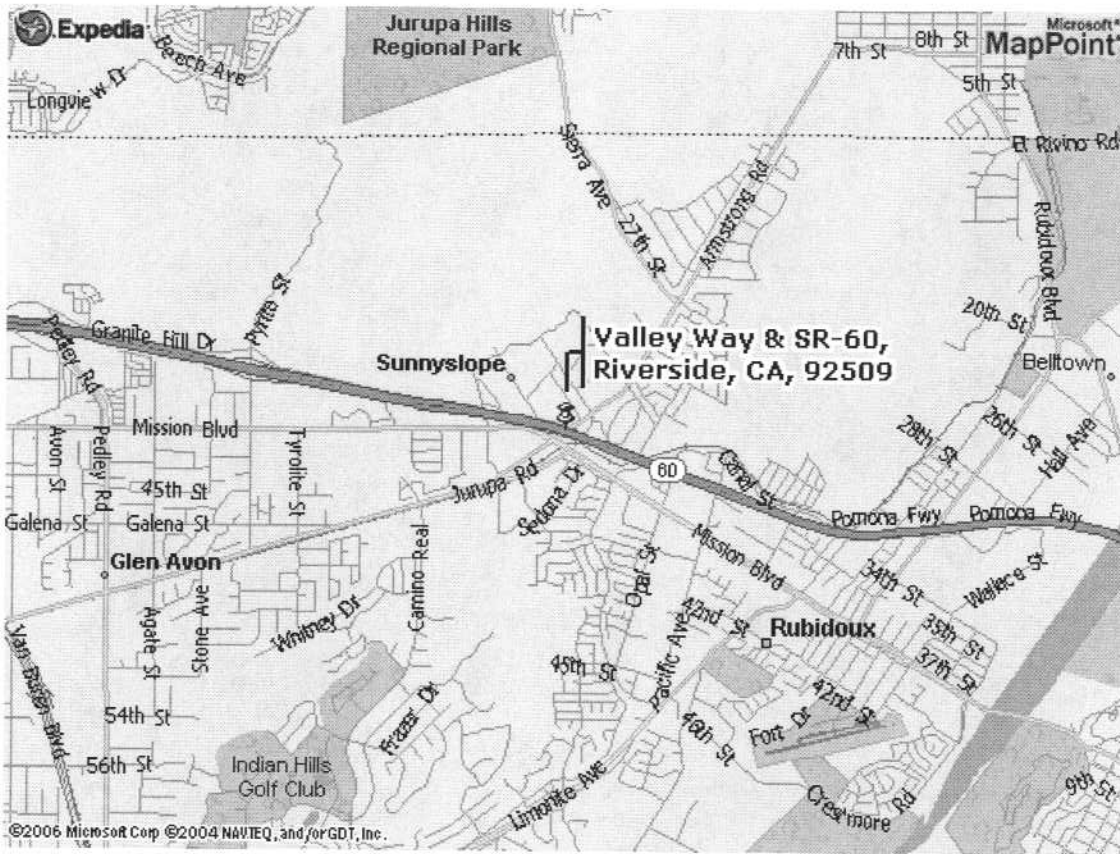 Expedia
Jurupa Hills
Regional Park
Microsoft®
MapPoint®
7th St
8th St
5th St
Beech Ave
Longview Dr
El Rivino Rd
Sierra Ave
27th St
Armstrong Rd
Rubidoux Blvd
Pyrite St
20th St
Granite Hill Dr
Pedley Rd
Valley Way & SR-60,
Riverside, CA, 92509
Sunnyslope
Belltown
Mission Blvd
28th St
26th St
Hall Ave
Avon St
Pedley Rd
Tyrolite St
45th St
Jurupa Rd
Sedona Dr
60
Canal St
Galena St
Galena St
Pomona Fwy
Pomona Fwy
Mission Blvd
Glen Avon
Camino Real
Opal St
34th St
Wallace St
Agate St
Stone Ave
Whitney Dr
42nd St
Rubidoux
35th St
37th St
Van Buren Blvd
45th St
Pacific Ave
42nd St
54th St
Frazer Dr
46th St
Fort Dr
56th St
Indian Hills
Golf Club
Limonite Ave
Crestmore Rd
9th St
©2006 Microsoft Corp ©2004 NAVTEQ, and/or GDT, Inc.